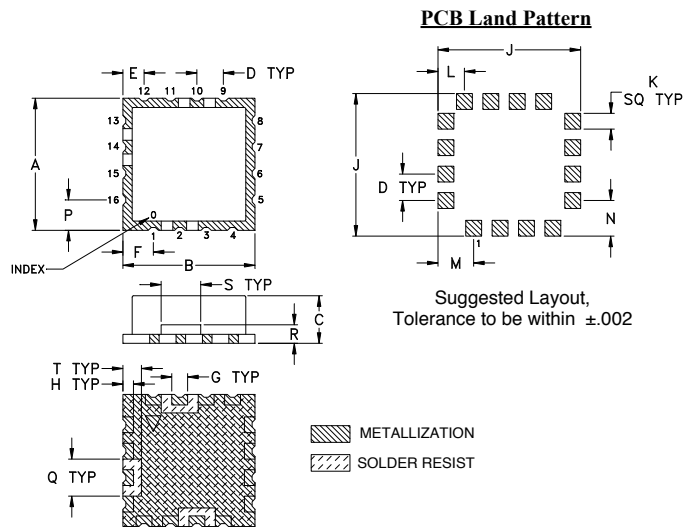 PCB Land Pattern
E
D TYP
12 11 10 9
13
14
15
16
8
7
6
5
A
P
0
1 2 3 4
INDEX
F
B
S TYP
C
R
T TYP
H TYP
G TYP
Q TYP
J
L
K
SQ TYP
J
D TYP
N
1
M
Suggested Layout,
Tolerance to be within ±.002
METALLIZATION
SOLDER RESIST